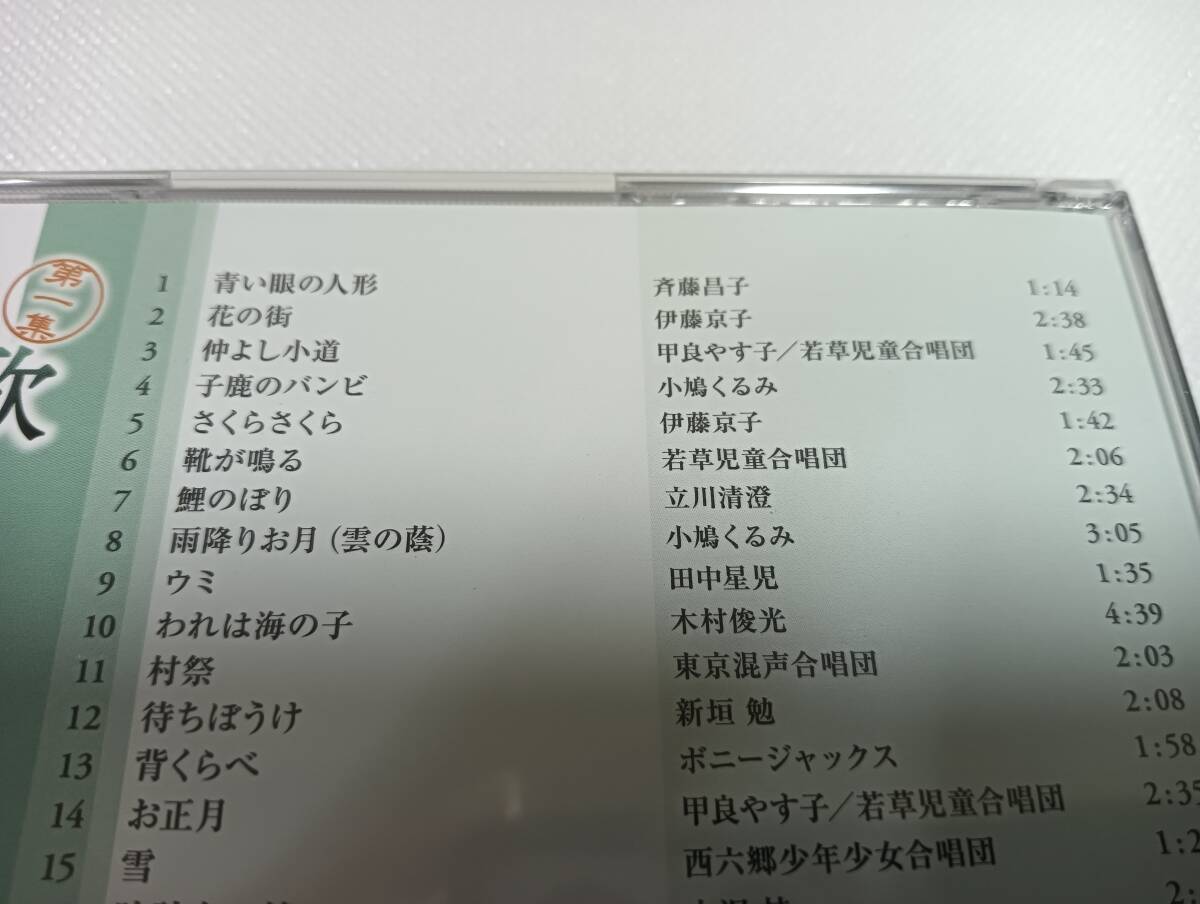 第一集
歌
1 青い眼の人形 斉藤昌子 1:14
2 花の街 伊藤京子 2:38
3 仲よし小道 甲良やす子／若草児童合唱団 1:45
4 子鹿のバンビ 小鳩くるみ 2:33
5 さくらさくら 伊藤京子 1:42
6 靴が鳴る 若草児童合唱団 2:06
7 鯉のぼり 立川清澄 2:34
8 雨降りお月（雲の蔭） 小鳩くるみ 3:05
9 ウミ 田中星児 1:35
10 われは海の子 木村俊光 4:39
11 村祭 東京混声合唱団 2:03
12 待ちぼうけ 新垣 勉 2:08
13 背くらべ ボニージャックス 1:58
14 お正月 甲良やす子／若草児童合唱団 2:35
15 雪 西六郷少年少女合唱団 1:2